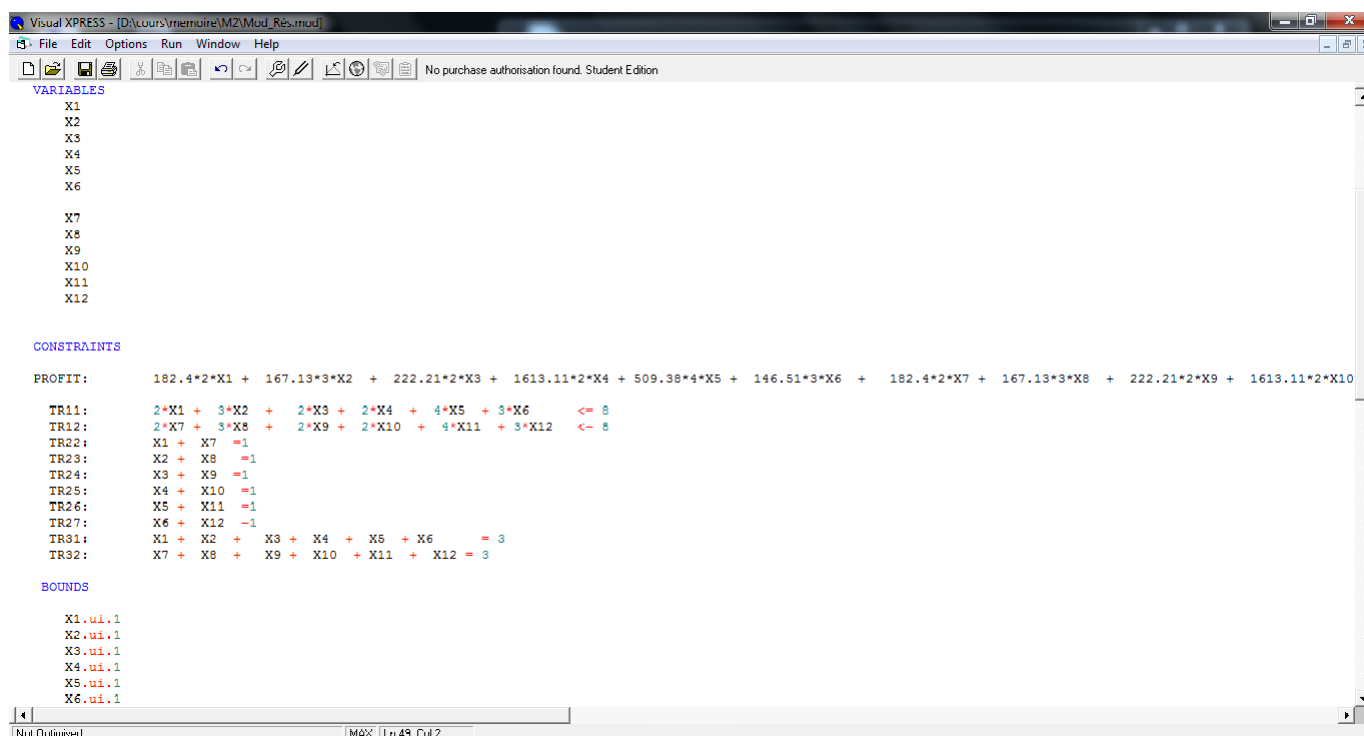 Visual XPRESS - [D:\cours\memoire\M2\Mod_Rés.mod]
File Edit Options Run Window Help
No purchase authorisation found. Student Edition
VARIABLES
X1
X2
X3
X4
X5
X6
X7
X8
X9
X10
X11
X12
CONSTRAINTS
PROFIT: 182.4*2*X1 + 167.13*3*X2 + 222.21*2*X3 + 1613.11*2*X4 + 509.38*4*X5 + 146.51*3*X6 + 182.4*2*X7 + 167.13*3*X8 + 222.21*2*X9 + 1613.11*2*X10
TR11: 2*X1 + 3*X2 + 2*X3 + 2*X4 + 4*X5 + 3*X6 <= 8
TR12: 2*X7 + 3*X8 + 2*X9 + 2*X10 + 4*X11 + 3*X12 <= 8
TR22: X1 + X7 =1
TR23: X2 + X8 =1
TR24: X3 + X9 =1
TR25: X4 + X10 =1
TR26: X5 + X11 =1
TR27: X6 + X12 =1
TR31: X1 + X2 + X3 + X4 + X5 + X6 = 3
TR32: X7 + X8 + X9 + X10 + X11 + X12 = 3
BOUNDS
X1.ui.1
X2.ui.1
X3.ui.1
X4.ui.1
X5.ui.1
X6.ui.1
Not Optimised MAX Ln 49, Col 2